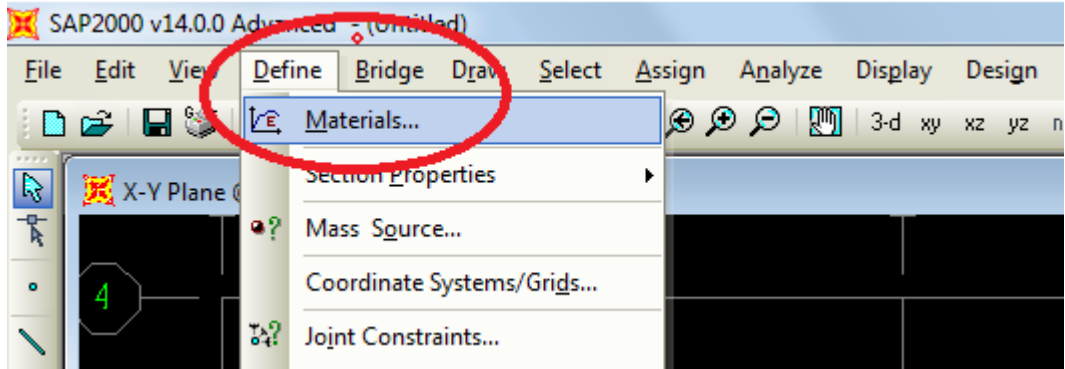 SAP2000 v14.0.0 Advanced - (Untitled)
File Edit View Define Bridge Draw Select Assign Analyze Display Design
Materials...
3-d xy xz yz n
Section Properties
X-Y Plane @
Mass Source...
Coordinate Systems/Grids...
4
Joint Constraints...